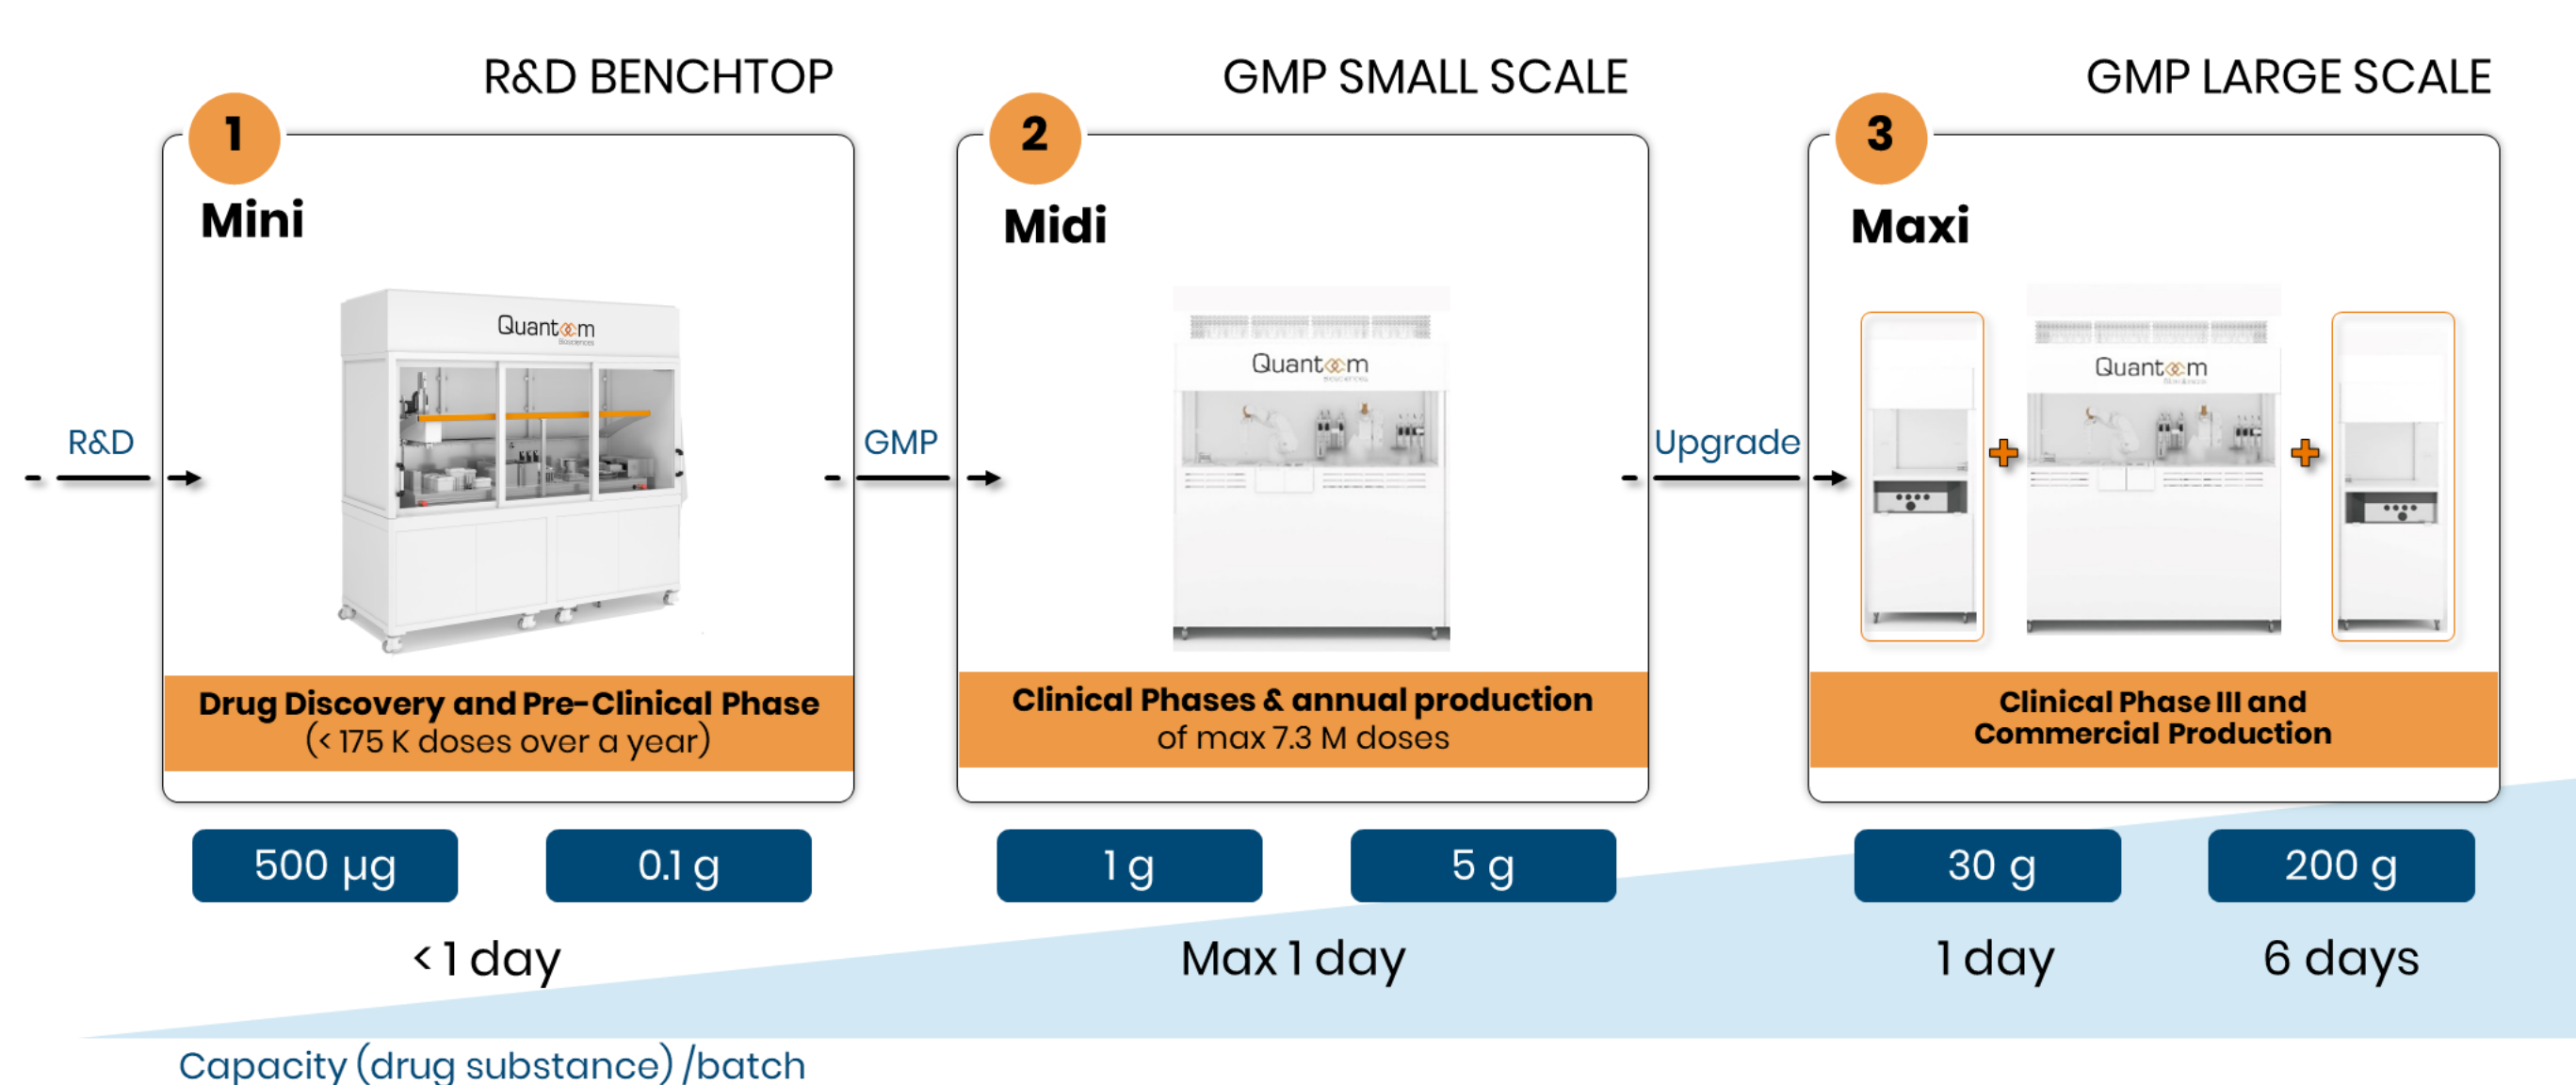 R&D BENCHTOP
GMP SMALL SCALE
GMP LARGE SCALE
1
Mini
Quantoom
Biosciences
R&D
Drug Discovery and Pre-Clinical Phase
(< 175 K doses over a year)
500 µg
0.1 g
< 1 day
GMP
2
Midi
Quantoom
Biosciences
Clinical Phases & annual production
of max 7.3 M doses
1 g
5 g
Max 1 day
Upgrade
3
Maxi
+
Quantoom
Biosciences
+
Clinical Phase III and
Commercial Production
30 g
200 g
1 day
6 days
Capacity (drug substance) /batch